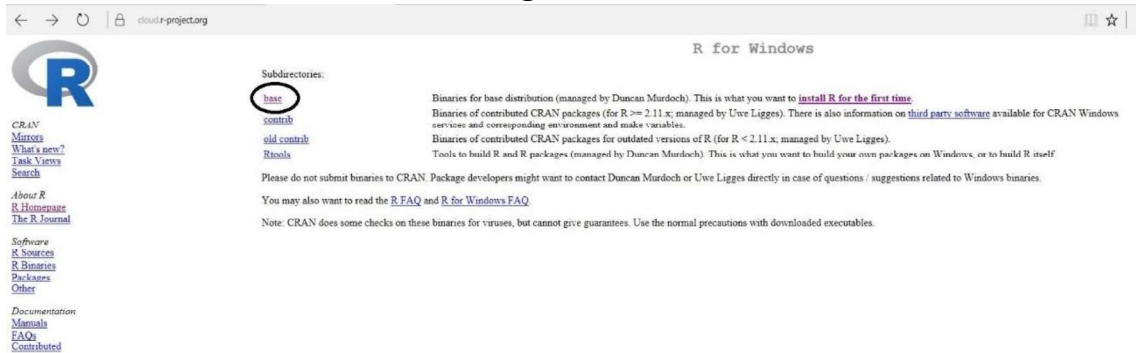 cloud.r-project.org
R
CRAN
Mirrors
What's new?
Task Views
Search
About R
R Homepage
The R Journal
Software
R Sources
R Binaries
Packages
Other
Documentation
Manuals
FAQs
Contributed
R for Windows
Subdirectories:
base Binaries for base distribution (managed by Duncan Murdoch). This is what you want to install R for the first time.
contrib Binaries of contributed CRAN packages (for R >= 2.11.x; managed by Uwe Ligges). There is also information on third party software available for CRAN Windows
services and corresponding environment and make variables.
old contrib Binaries of contributed CRAN packages for outdated versions of R (for R < 2.11.x; managed by Uwe Ligges).
Rtools Tools to build R and R packages (managed by Duncan Murdoch). This is what you want to build your own packages on Windows, or to build R itself.
Please do not submit binaries to CRAN. Package developers might want to contact Duncan Murdoch or Uwe Ligges directly in case of questions / suggestions related to Windows binaries.
You may also want to read the R FAQ and R for Windows FAQ.
Note: CRAN does some checks on these binaries for viruses, but cannot give guarantees. Use the normal precautions with downloaded executables.